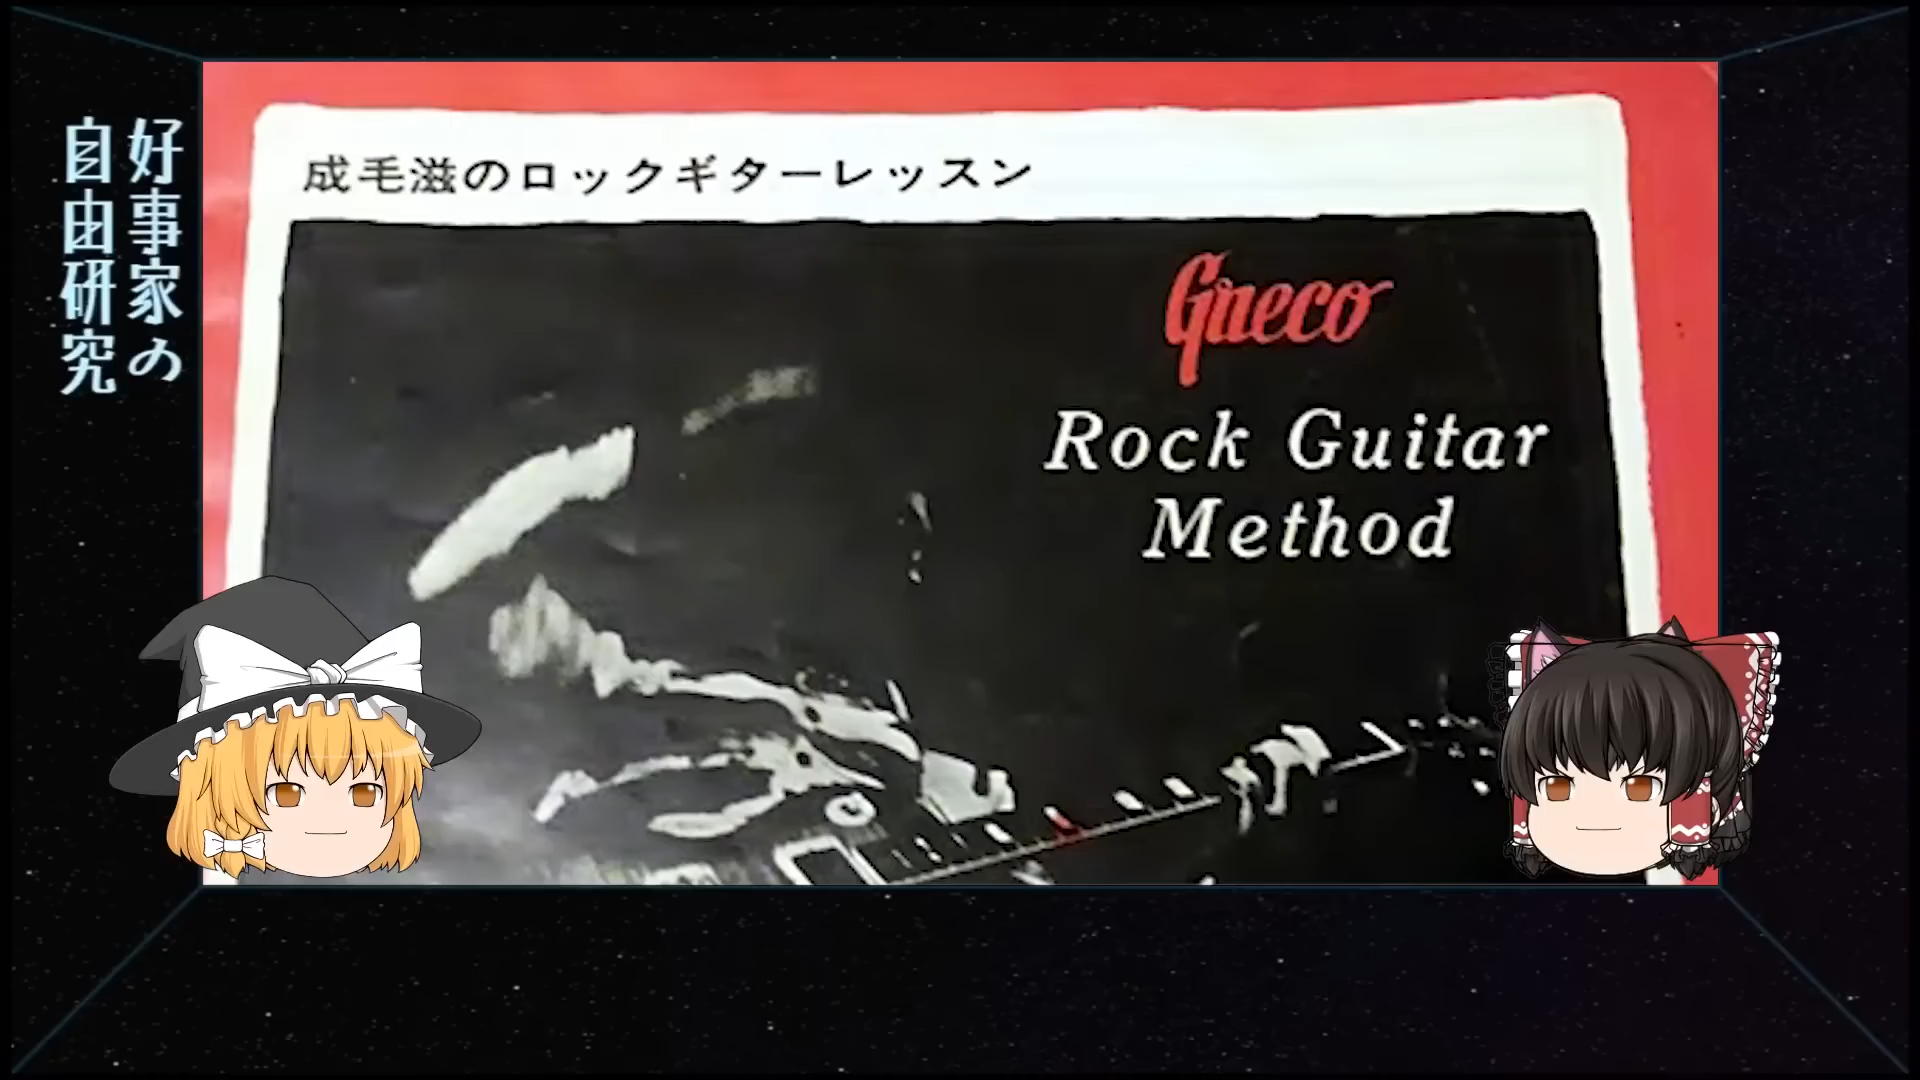 好事家の
自由研究
成毛滋のロックギターレッスン
Greco
Rock Guitar
Method